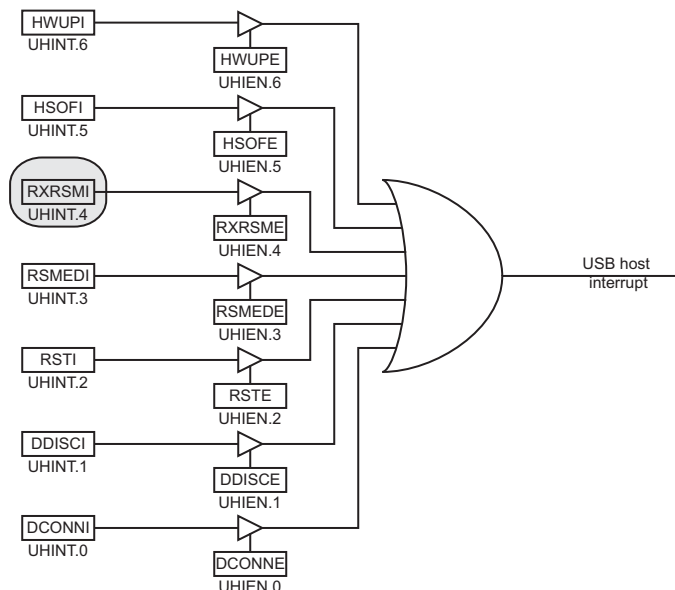 HWUPI
UHINT.6
HWUPE
UHIEN.6
HSOFI
UHINT.5
HSOFE
UHIEN.5
RXRSMI
UHINT.4
RXRSME
UHIEN.4
RSMEDI
UHINT.3
RSMEDE
UHIEN.3
USB host
interrupt
RSTI
UHINT.2
RSTE
UHIEN.2
DDISCI
UHINT.1
DDISCE
UHIEN.1
DCONNI
UHINT.0
DCONNE
UHIEN.0